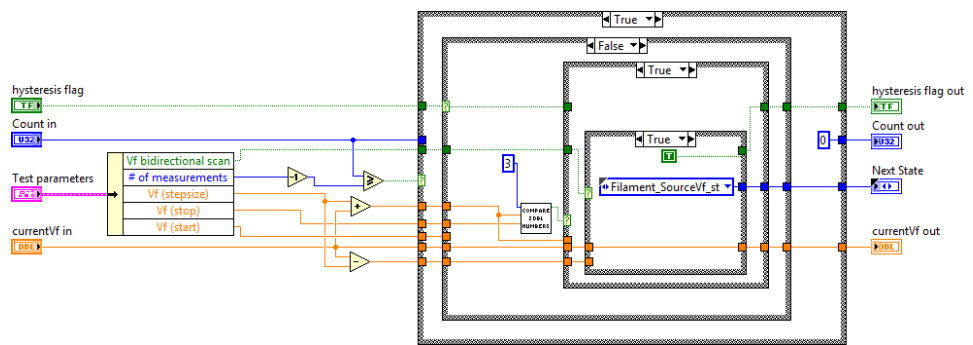 True
False
True
hysteresis flag
hysteresis flag out
TF
TF
Count in
Count out
U32
True
0
U32
T
Vf bidirectional scan
3
Test parameters
# of measurements
-1
≥
Next State
Filament_SourceVf_st
Vf (stepsize)
+
COMPARE
2 DBL
NUMBERS
Vf (stop)
currentVf in
Vf (start)
currentVf out
DBL
DBL
-